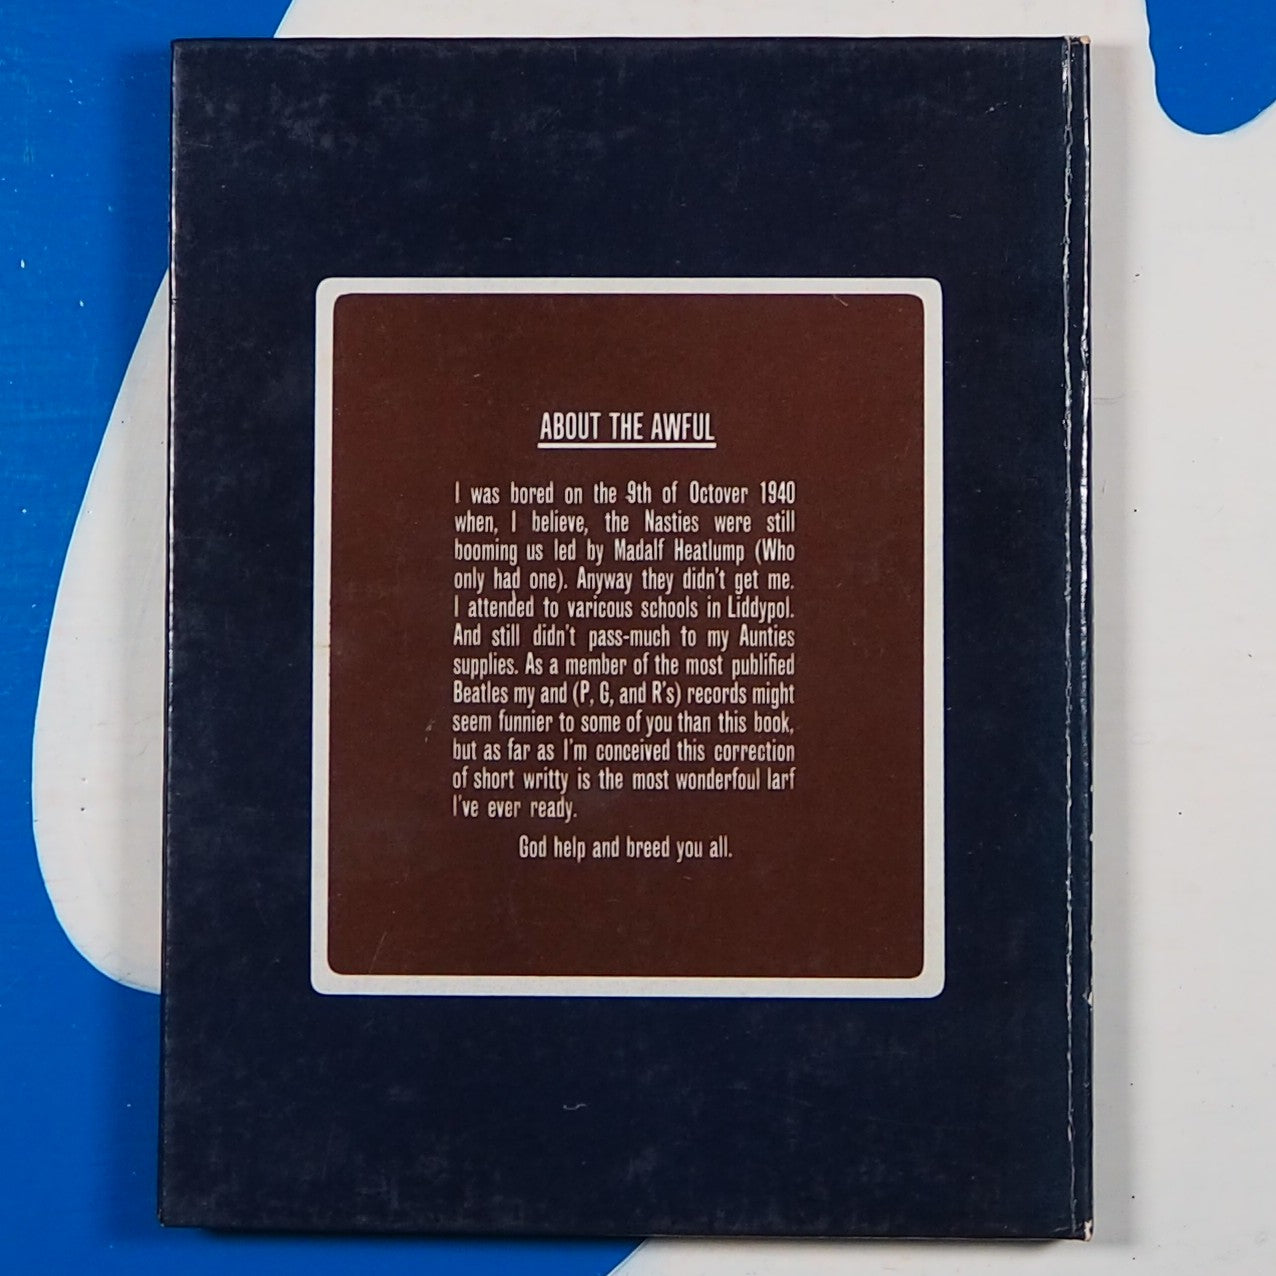 ABOUT THE AWFUL
I was bored on the 9th of Octover 1940
when, I believe, the Nasties were still
booming us led by Madalf Heatlump (Who
only had one). Anyway they didn't get me.
I attended to varicous schools in Liddypol.
And still didn't pass-much to my Aunties
supplies. As a member of the most publified
Beatles my and (P, G, and R's) records might
seem funnier to some of you than this book,
but as far as I'm conceived this correction
of short writty is the most wonderfoul larf
I've ever ready.
God help and breed you all.